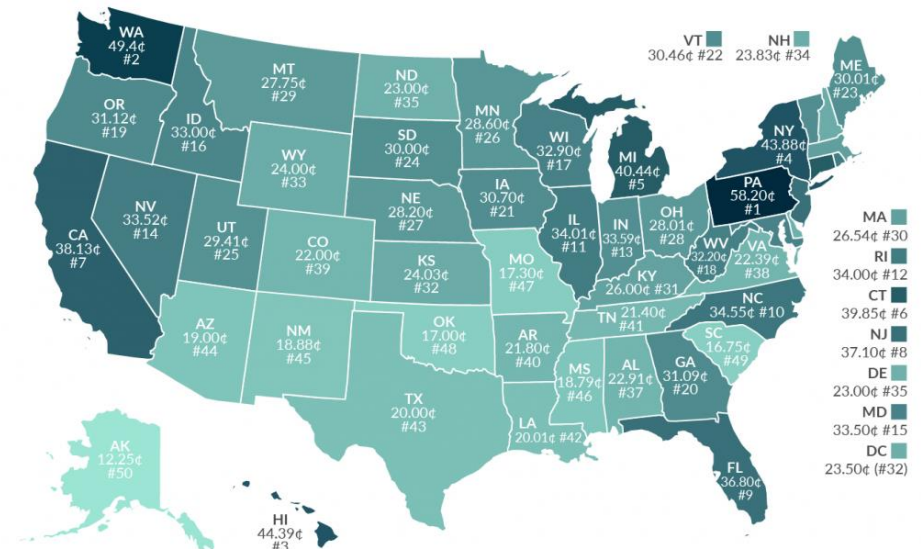 WA
49.4¢
#2
MT
27.75¢
#29
ND
23.00¢
#35
MN
28.60¢
#26
VT
30.46¢ #22
NH
23.83¢ #34
ME
30.01¢
#23
OR
31.12¢
#19
ID
33.00¢
#16
WY
24.00¢
#33
SD
30.00¢
#24
WI
32.90¢
#17
MI
40.44¢
#5
NY
43.88¢
#4
PA
58.20¢
#1
CA
38.13¢
#7
NV
33.52¢
#14
UT
29.41¢
#25
CO
22.00¢
#39
NE
28.20¢
#27
IA
30.70¢
#21
IL
34.01¢
#11
IN
33.59¢
#13
OH
28.01¢
#28
WV
32.20¢
#18
VA
22.39¢
#38
KS
24.03¢
#32
MO
17.30¢
#47
KY
26.00¢ #31
NC
34.55¢ #10
TN 21.40¢
#41
SC
16.75¢
#49
AZ
19.00¢
#44
NM
18.88¢
#45
OK
17.00¢
#48
AR
21.80¢
#40
MS
18.79¢
#46
AL
22.91¢
#37
GA
31.09¢
#20
TX
20.00¢
#43
LA
20.01¢ #42
FL
36.80¢
#9
AK
12.25¢
#50
HI
44.39¢
#3
MA
26.54¢ #30
RI
34.00¢ #12
CT
39.85¢ #6
NJ
37.10¢ #8
DE
23.00¢ #35
MD
33.50¢ #15
DC
23.50¢ (#32)